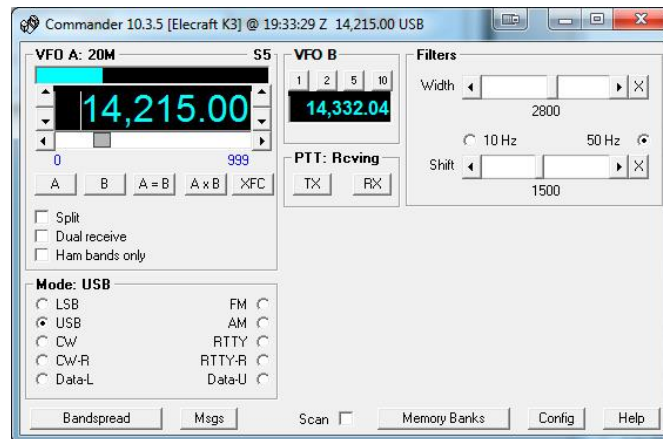 Commander 10.3.5 [Elecraft K3] @ 19:33:29 Z 14,215.00 USB
VFO A: 20M S5
14,215.00
0 999
A B A = B A x B XFC
Split
Dual receive
Ham bands only
VFO B
1 2 5 10
14,332.04
PTT: Rcving
TX RX
Filters
Width X
2800
10 Hz 50 Hz
Shift X
1500
Mode: USB
LSB FM
USB AM
CW RTTY
CW-R RTTY-R
Data-L Data-U
Bandspread Msgs Scan Memory Banks Config Help